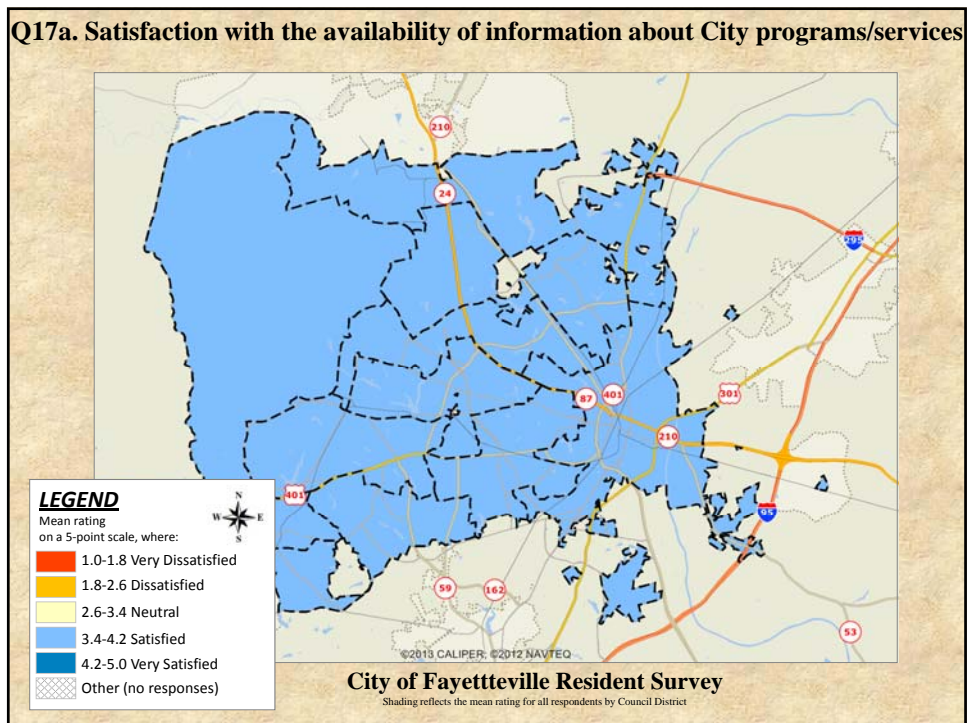 Q17a. Satisfaction with the availability of information about City programs/services
210
24
295
87
401
301
210
401
95
59
162
53
LEGEND
Mean rating
on a 5-point scale, where:
N
W E
S
1.0-1.8 Very Dissatisfied
1.8-2.6 Dissatisfied
2.6-3.4 Neutral
3.4-4.2 Satisfied
4.2-5.0 Very Satisfied
Other (no responses)
©2013 CALIPER; ©2012 NAVTEQ
City of Fayettteville Resident Survey
Shading reflects the mean rating for all respondents by Council District